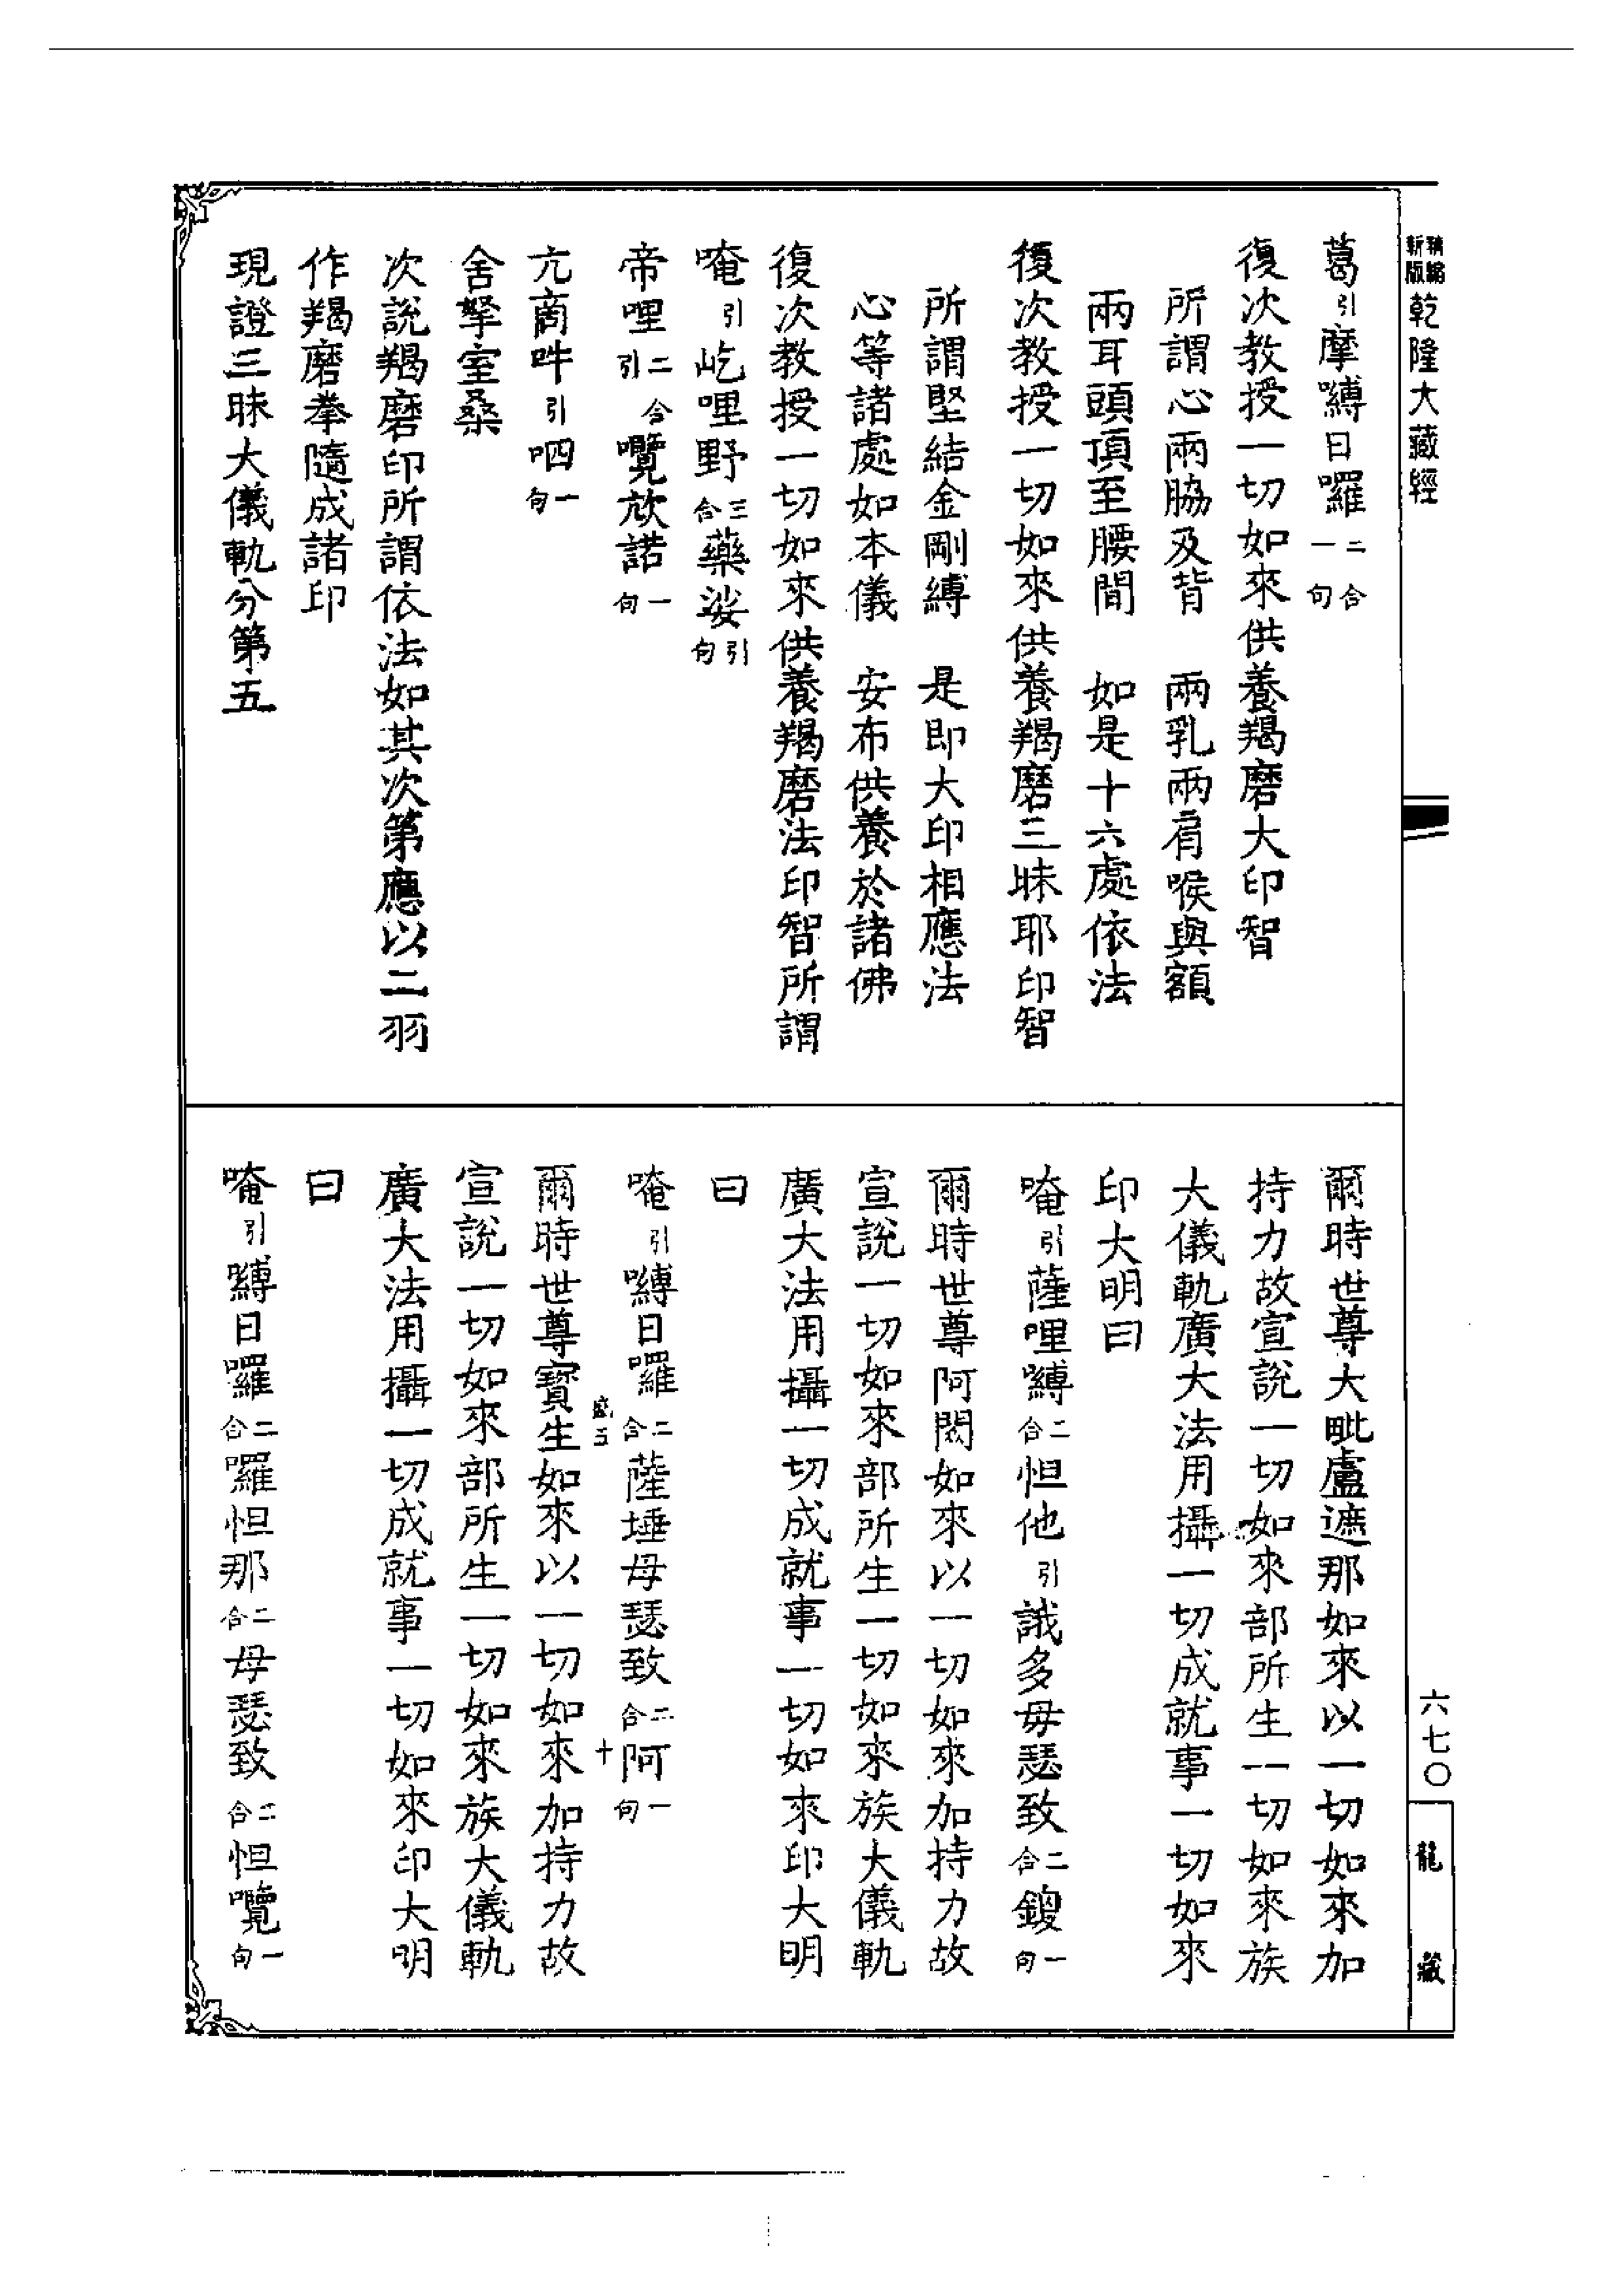 精縮新版 乾隆大藏經
葛引摩嚩日囉二合一句
復次教授一切如來供養羯磨大印智
所謂心兩脇及背　兩乳兩肩喉與額
兩耳頭頂至腰間　如是十六處依法
復次教授一切如來供養羯磨三昧耶印智
所謂堅結金剛縛　是即大印相應法
心等諸處如本儀　安布供養於諸佛
復次教授一切如來供養羯磨法印智所謂
唵引屹哩野三合藥娑引句
帝哩二合引囕欻諾一句
亢啇吽引呬一句
舍拏室桑
次說羯磨印所謂依法如其次第應以二羽
作羯磨拳隨成諸印
現證三昧大儀軌分第五
爾時世尊大毗盧遮那如來以一切如來加
持力故宣說一切如來部所生一切如來族
大儀軌廣大法用攝一切成就事一切如來
印大明曰
唵引薩哩嚩二合怛他引誐多母瑟致二合鍐一句
爾時世尊阿閦如來以一切如來加持力故
宣說一切如來部所生一切如來族大儀軌
廣大法用攝一切成就事一切如來印大明
曰
唵引嚩日囉二合薩埵母瑟致二合阿一句
盛五　十
爾時世尊寶生如來以一切如來加持力故
宣說一切如來部所生一切如來族大儀軌
廣大法用攝一切成就事一切如來印大明
曰
唵引嚩日囉二合囉怛那二合母瑟致二合怛囕一句
六七〇
龍藏